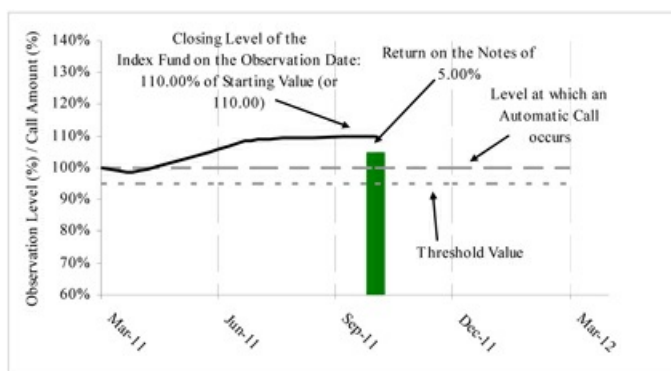 Observation Level (%) / Call Amount (%)
140%
130%
120%
110%
100%
90%
80%
70%
60%
Closing Level of the
Index Fund on the Observation Date:
110.00% of Starting Value (or
110.00)
Return on the Notes of
5.00%
Level at which an
Automatic Call
occurs
Threshold Value
Mar-11
Jun-11
Sep-11
Dec-11
Mar-12